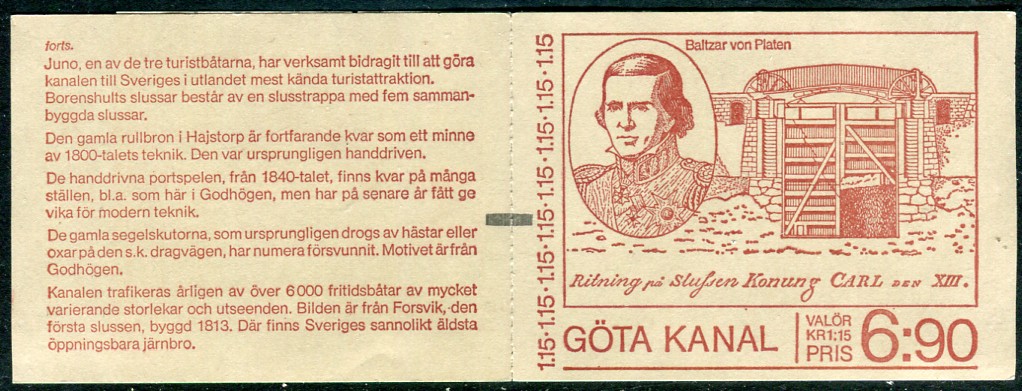 forts.
Juno, en av de tre turistbåtarna, har verksamt bidragit till att göra
kanalen till Sveriges i utlandet mest kända turistattraktion.
Borenshults slussar består av en slusstrappa med fem samman-
byggda slussar.
Den gamla rullbron i Hajstorp är fortfarande kvar som ett minne
av 1800-talets teknik. Den var ursprungligen handdriven.
De handdrivna portspelen, från 1840-talet, finns kvar på många
ställen, bl.a. som här i Godhögen, men har på senare år fått ge
vika för modern teknik.
De gamla segelskutorna, som ursprungligen drogs av hästar eller
oxar på den s.k. dragvägen, har numera försvunnit. Motivet är från
Godhögen.
Kanalen trafikeras årligen av över 6000 fritidsbåtar av mycket
varierande storlekar och utseenden. Bilden är från Forsvik, den
första slussen, byggd 1813. Där finns Sveriges sannolikt äldsta
öppningsbara järnbro.
1.15·1.15·1.15·1.15·1.15·1.15·1.15
Baltzar von Platen
Ritning på Slussen Konung CARL DEN XIII.
GÖTA KANAL
VALÖR
KR1:15
PRIS
6:90